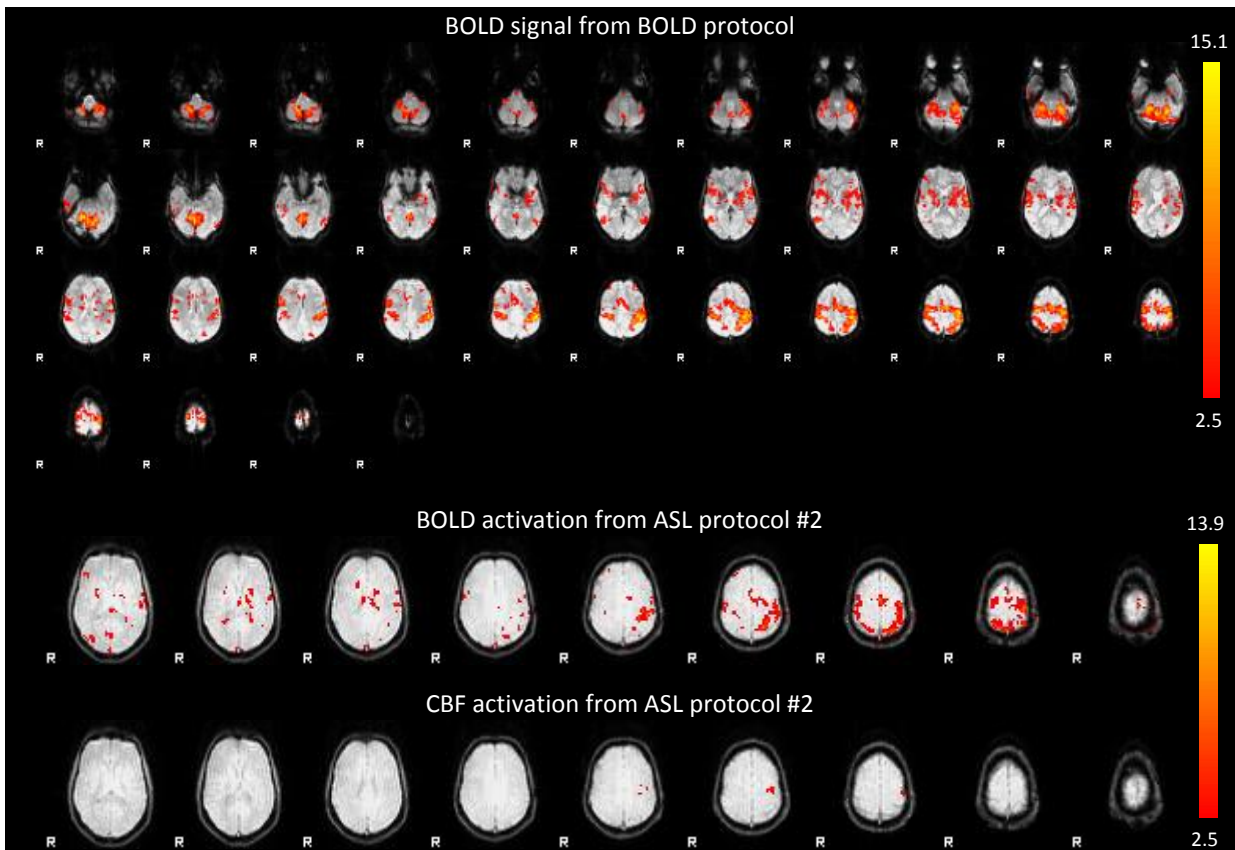 BOLD signal from BOLD protocol
15.1
R R R R R R R R R R R
R R R R R R R R R R R
R R R R R R R R R R R
2.5
R R R R
BOLD activation from ASL protocol #2
13.9
R R R R R R R R R
CBF activation from ASL protocol #2
R R R R R R R R R
2.5